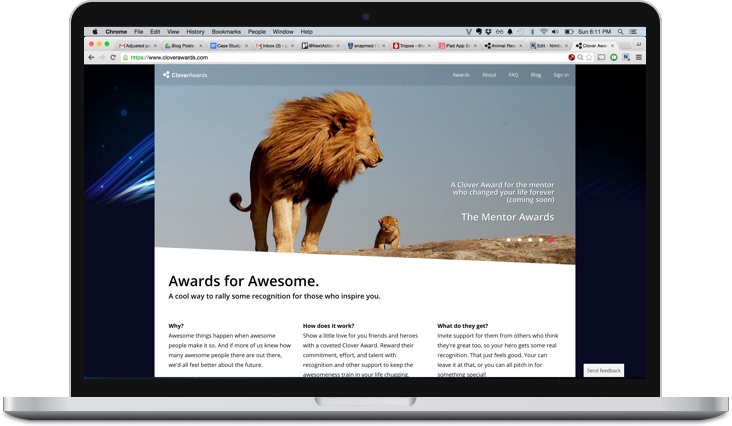 Chrome File Edit View History Bookmarks People Window Help
Sun 6:11 PM
Adjusted p
Blog Posts
Case Study
Inbox (3)
@NextAction
snapmed /
Tropos - th
iPad App B
Animal Res
Edit - Nimb
Clover Awa
https://www.cloverawards.com
CloverAwards
Awards About FAQ Blog Sign in
A Clover Award for the mentor
who changed your life forever
(coming soon)
The Mentor Awards
Awards for Awesome.
A cool way to rally some recognition for those who inspire you.
Why?
Awesome things happen when awesome
people make it so. And if more of us knew
how many awesome people there are out there,
we'd all feel better about the future.
How does it work?
Show a little love for you friends and heroes
with a coveted Clover Award. Reward their
commitment, effort, and talent with
recognition and other support to keep the
awesomeness train in your life chugging.
What do they get?
Invite support for them from others who think
they're great too, so your hero gets some real
recognition. That just feels good. Your can
leave it at that, or you can all pitch in for
something special!
Send feedback